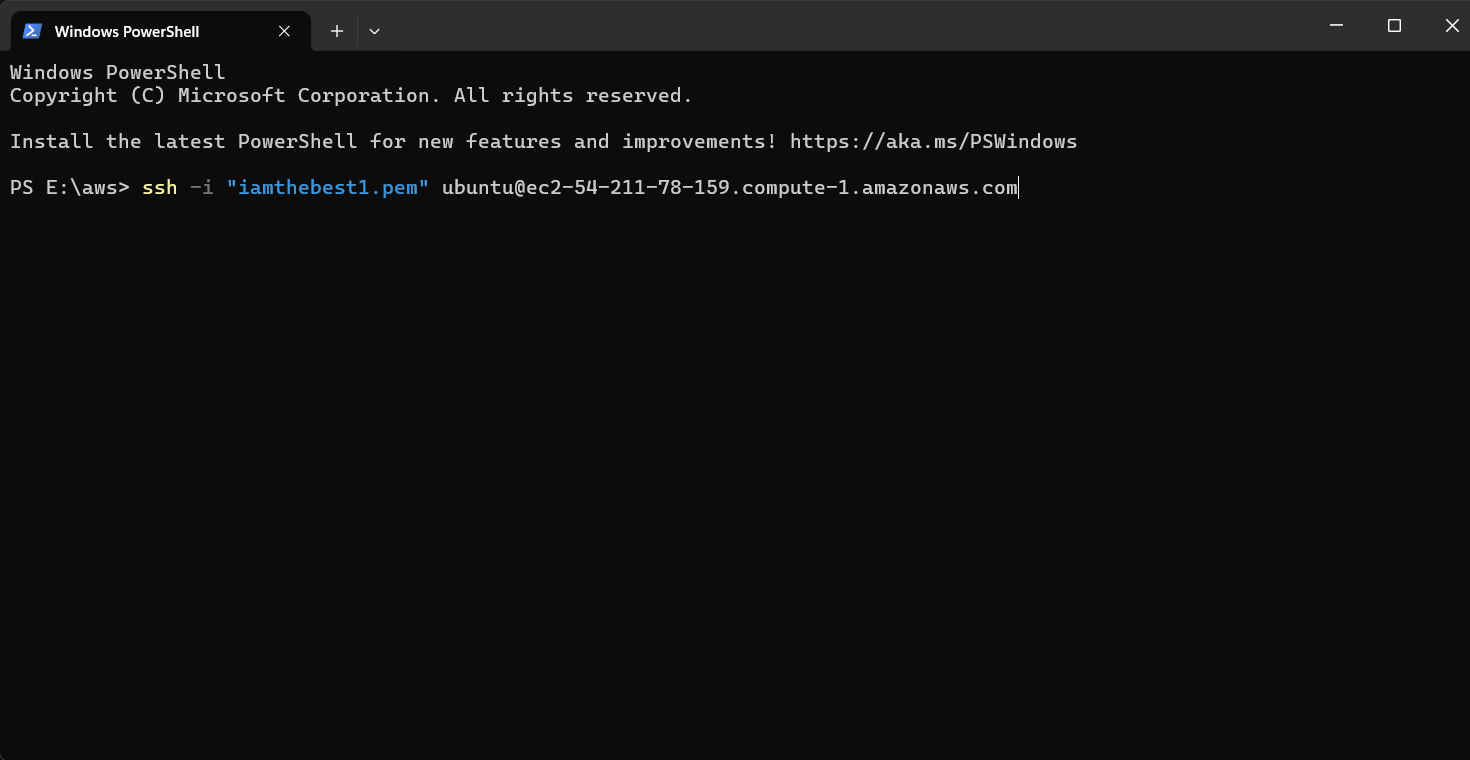 Windows PowerShell
Windows PowerShell
Copyright (C) Microsoft Corporation. All rights reserved.
Install the latest PowerShell for new features and improvements! https://aka.ms/PSWindows
PS E:\aws> ssh -i "iamthebest1.pem" ubuntu@ec2-54-211-78-159.compute-1.amazonaws.com